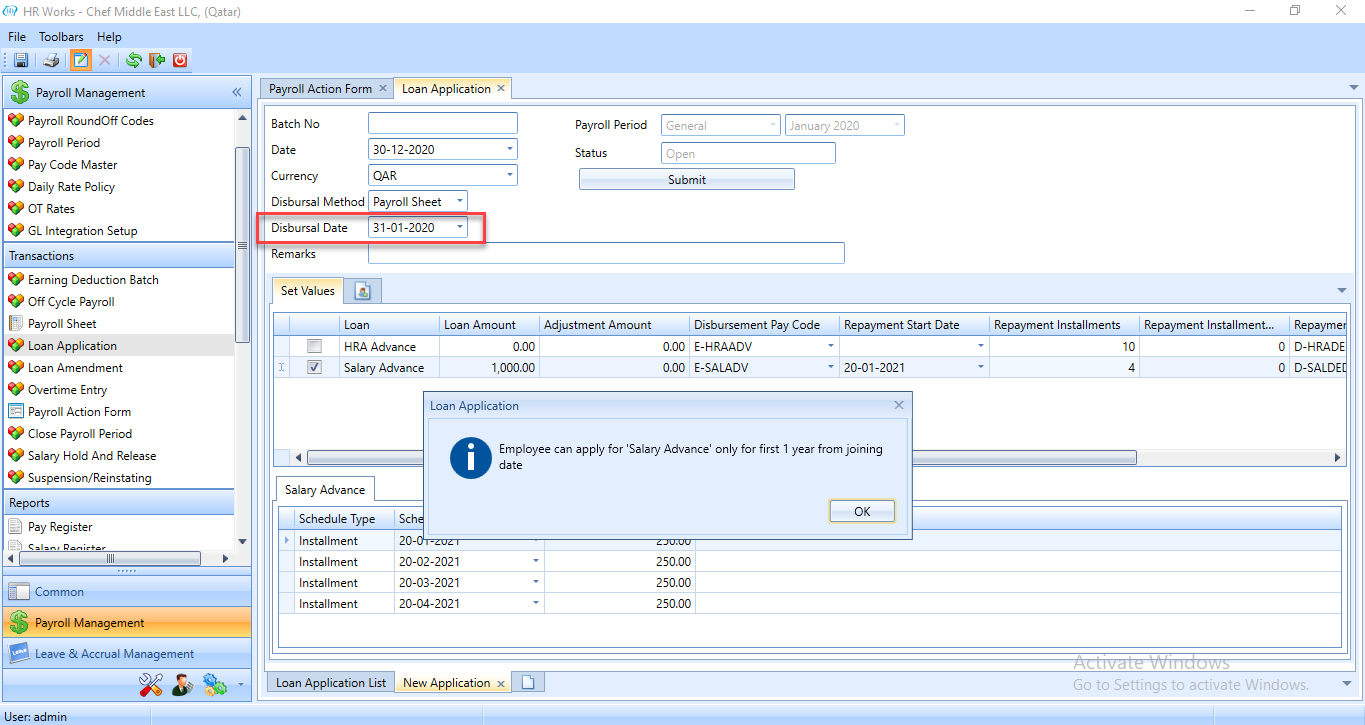 HR Works - Chef Middle East LLC, (Qatar)
File Toolbars Help
Payroll Management
Payroll RoundOff Codes
Payroll Period
Pay Code Master
Daily Rate Policy
OT Rates
GL Integration Setup
Transactions
Earning Deduction Batch
Off Cycle Payroll
Payroll Sheet
Loan Application
Loan Amendment
Overtime Entry
Payroll Action Form
Close Payroll Period
Salary Hold And Release
Suspension/Reinstating
Reports
Pay Register
Salary Register
Common
Payroll Management
Leave & Accrual Management
Payroll Action Form Loan Application
Batch No Payroll Period General January 2020
Date 30-12-2020 Status Open
Currency QAR Submit
Disbursal Method Payroll Sheet
Disbursal Date 31-01-2020
Remarks
Set Values
Loan Loan Amount Adjustment Amount Disbursement Pay Code Repayment Start Date Repayment Installments Repayment Installment... Repaymer
HRA Advance 0.00 0.00 E-HRAADV 10 0 D-HRADE
Salary Advance 1,000.00 0.00 E-SALADV 20-01-2021 4 0 D-SALDED
Loan Application
Employee can apply for 'Salary Advance' only for first 1 year from joining
date
OK
Salary Advance
Schedule Type Sche
Installment 20-01-2021 250.00
Installment 20-02-2021 250.00
Installment 20-03-2021 250.00
Installment 20-04-2021 250.00
Activate Windows
Go to Settings to activate Windows.
Loan Application List New Application
User: admin